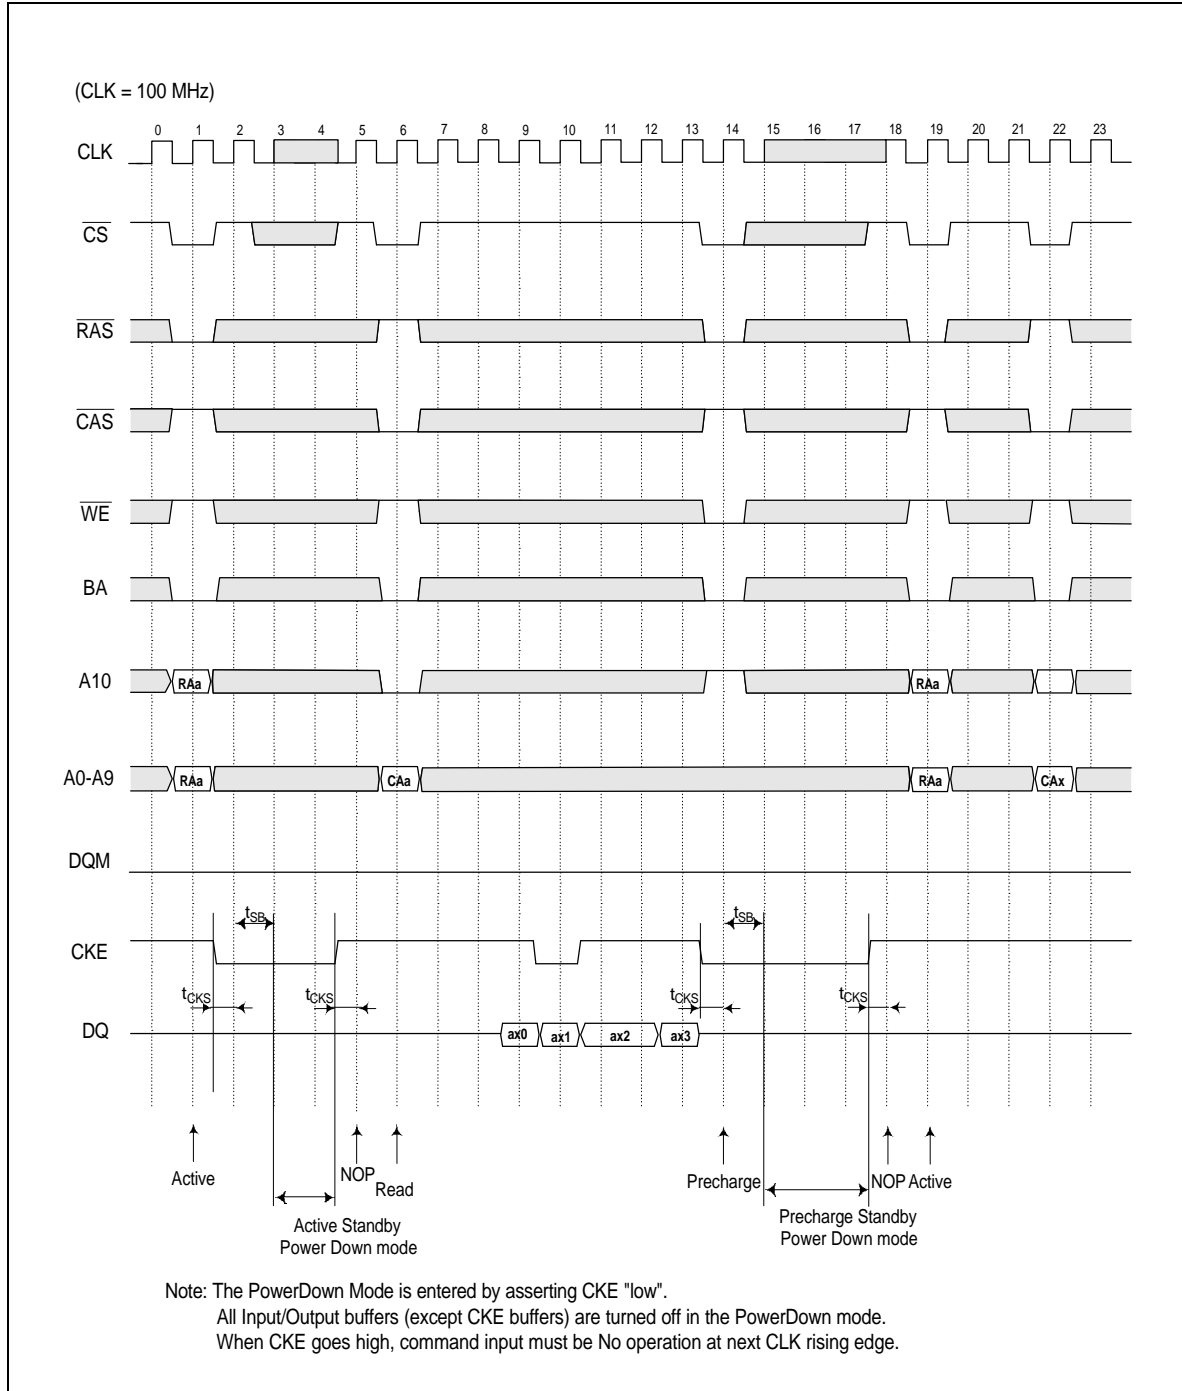 (CLK = 100 MHz)
0 1 2 3 4 5 6 7 8 9 10 11 12 13 14 15 16 17 18 19 20 21 22 23
CLK
CS
RAS
CAS
WE
BA
A10 RAa RAa
A0-A9 RAa CAa RAa CAx
DQM
tSB tSB
CKE
tCKS tCKS tCKS tCKS
DQ ax0 ax1 ax2 ax3
Active NOP Read Precharge NOP Active
Active Standby
Power Down mode
Precharge Standby
Power Down mode
Note: The PowerDown Mode is entered by asserting CKE "low".
All Input/Output buffers (except CKE buffers) are turned off in the PowerDown mode.
When CKE goes high, command input must be No operation at next CLK rising edge.